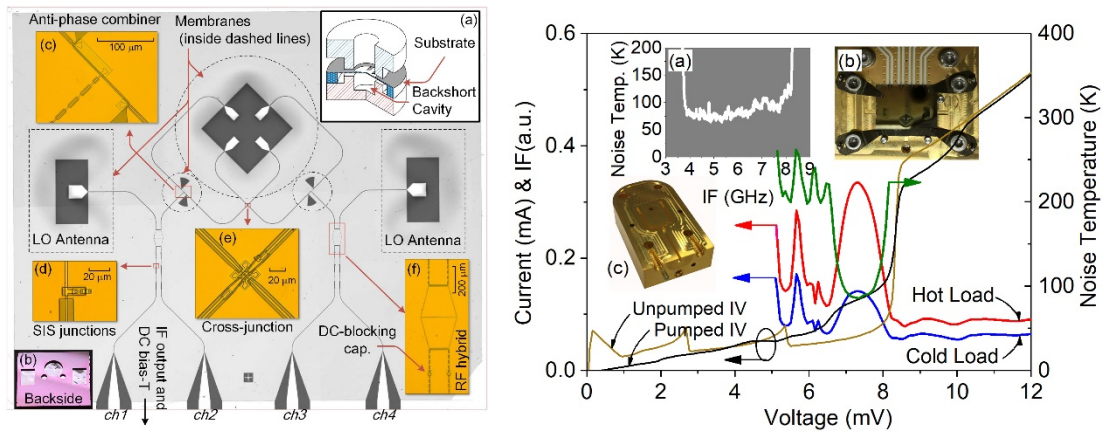 Anti-phase combiner
(c)
100 µm
Membranes
(inside dashed lines)
(a)
Substrate
Backshort
Cavity
LO Antenna
LO Antenna
(d)
20 µm
SIS junctions
(e)
20 µm
Cross-junction
(f)
200 µm
RF hybrid
DC-blocking
cap.
(b)
Backside
IF output and
DC bias-T
ch1
ch2
ch3
ch4
Current (mA) & IF(a.u.)
0.6
0.4
0.2
0.0
0
2
4
6
8
10
12
Voltage (mV)
400
300
200
100
0
Noise Temperature (K)
(a)
Noise Temp. (K)
200
150
100
50
0
3
4
5
6
7
8
9
IF (GHz)
(b)
(c)
Unpumped IV
Pumped IV
Hot Load
Cold Load